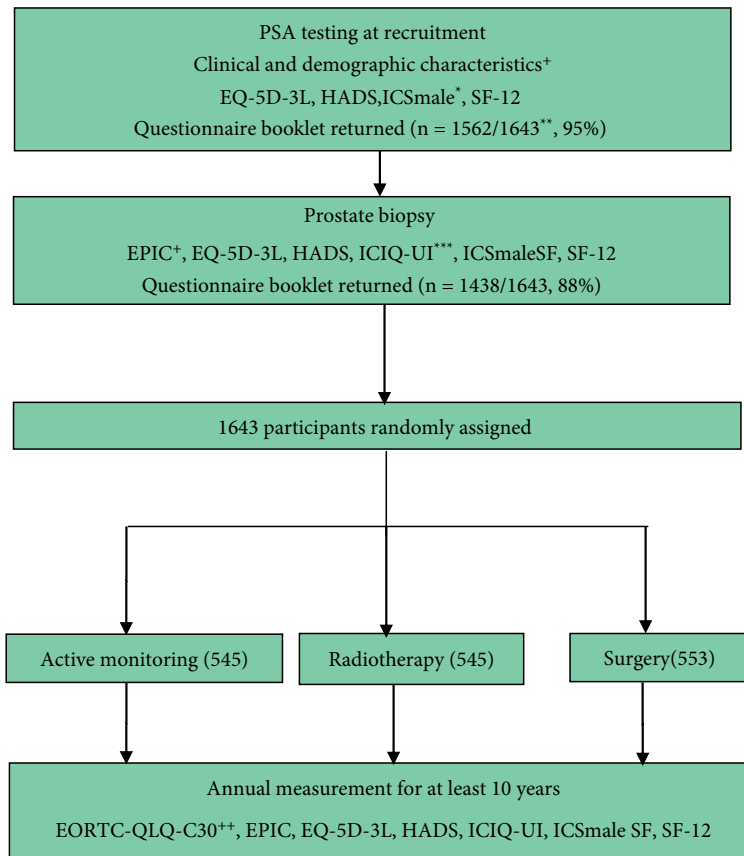 PSA testing at recruitment
Clinical and demographic characteristics⁺
EQ-5D-3L, HADS,ICSmale*, SF-12
Questionnaire booklet returned (n = 1562/1643**, 95%)
Prostate biopsy
EPIC⁺, EQ-5D-3L, HADS, ICIQ-UI***, ICSmaleSF, SF-12
Questionnaire booklet returned (n = 1438/1643, 88%)
1643 participants randomly assigned
Active monitoring (545)
Radiotherapy (545)
Surgery(553)
Annual measurement for at least 10 years
EORTC-QLQ-C30⁺⁺, EPIC, EQ-5D-3L, HADS, ICIQ-UI, ICSmale SF, SF-12